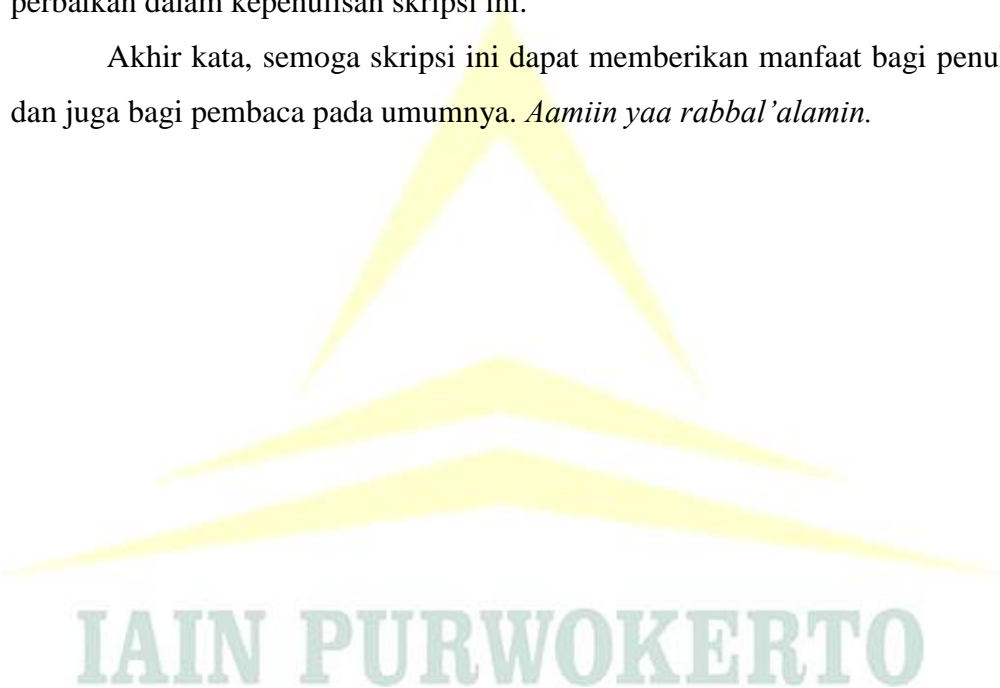 perbaikan dalam kepenulisan skripsi ini.
Akhir kata, semoga skripsi ini dapat memberikan manfaat bagi
dan juga bagi pembaca pada umumnya. Aamiin yaa rabbal’alamin.
IAIN PURWOKERTO